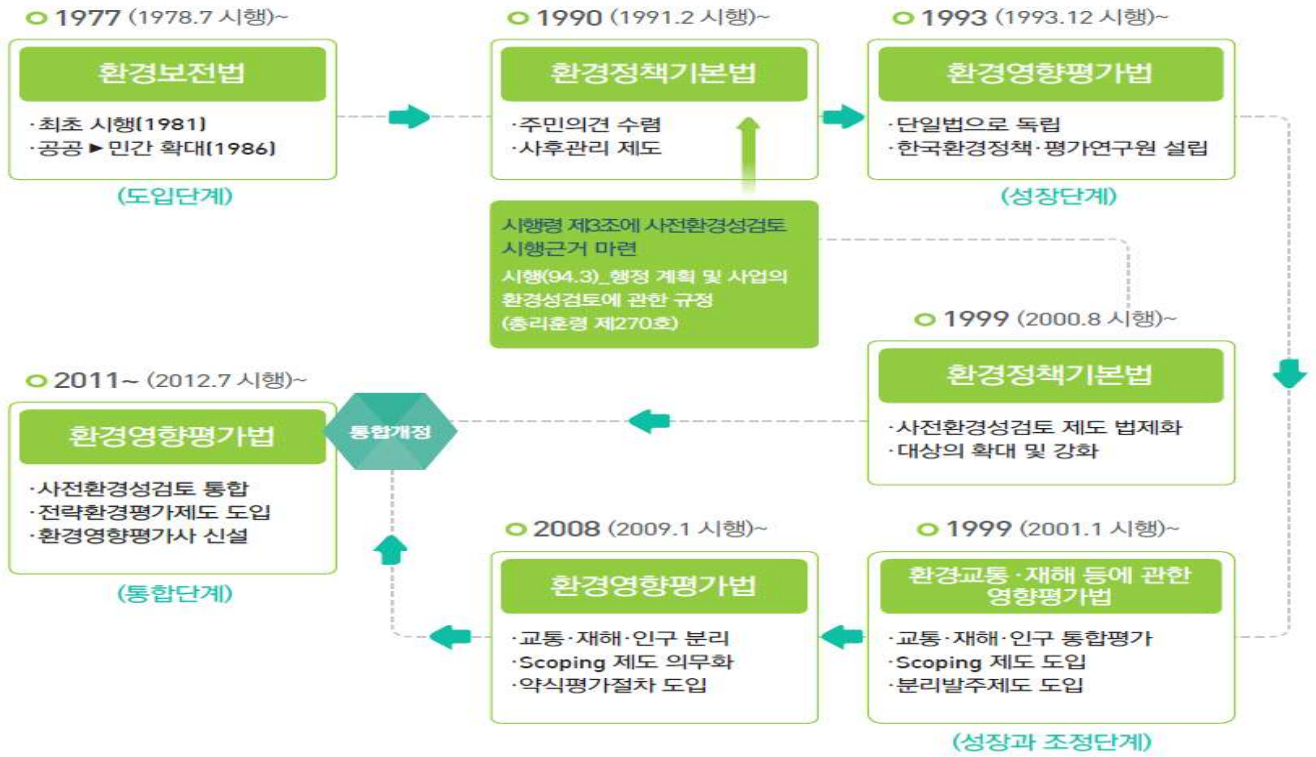 1977 (1978.7 시행)~
환경보전법
·최초 시행(1981)
·공공 ▶ 민간 확대(1986)
(도입단계)
1990 (1991.2 시행)~
환경정책기본법
·주민의견 수렴
·사후관리 제도
1993 (1993.12 시행)~
환경영향평가법
·단일법으로 독립
·한국환경정책·평가연구원 설립
(성장단계)
시행령 제3조에 사전환경성검토
시행근거 마련
시행(94.3)_행정 계획 및 사업의
환경성검토에 관한 규정
(총리훈령 제270호)
1999 (2000.8 시행)~
환경정책기본법
·사전환경성검토 제도 법제화
·대상의 확대 및 강화
2011~ (2012.7 시행)~
환경영향평가법
·사전환경성검토 통합
·전략환경평가제도 도입
·환경영향평가사 신설
(통합단계)
통합개정
2008 (2009.1 시행)~
환경영향평가법
·교통·재해·인구 분리
·Scoping 제도 의무화
·약식평가절차 도입
1999 (2001.1 시행)~
환경교통·재해 등에 관한
영향평가법
·교통·재해·인구 통합평가
·Scoping 제도 도입
·분리발주제도 도입
(성장과 조정단계)